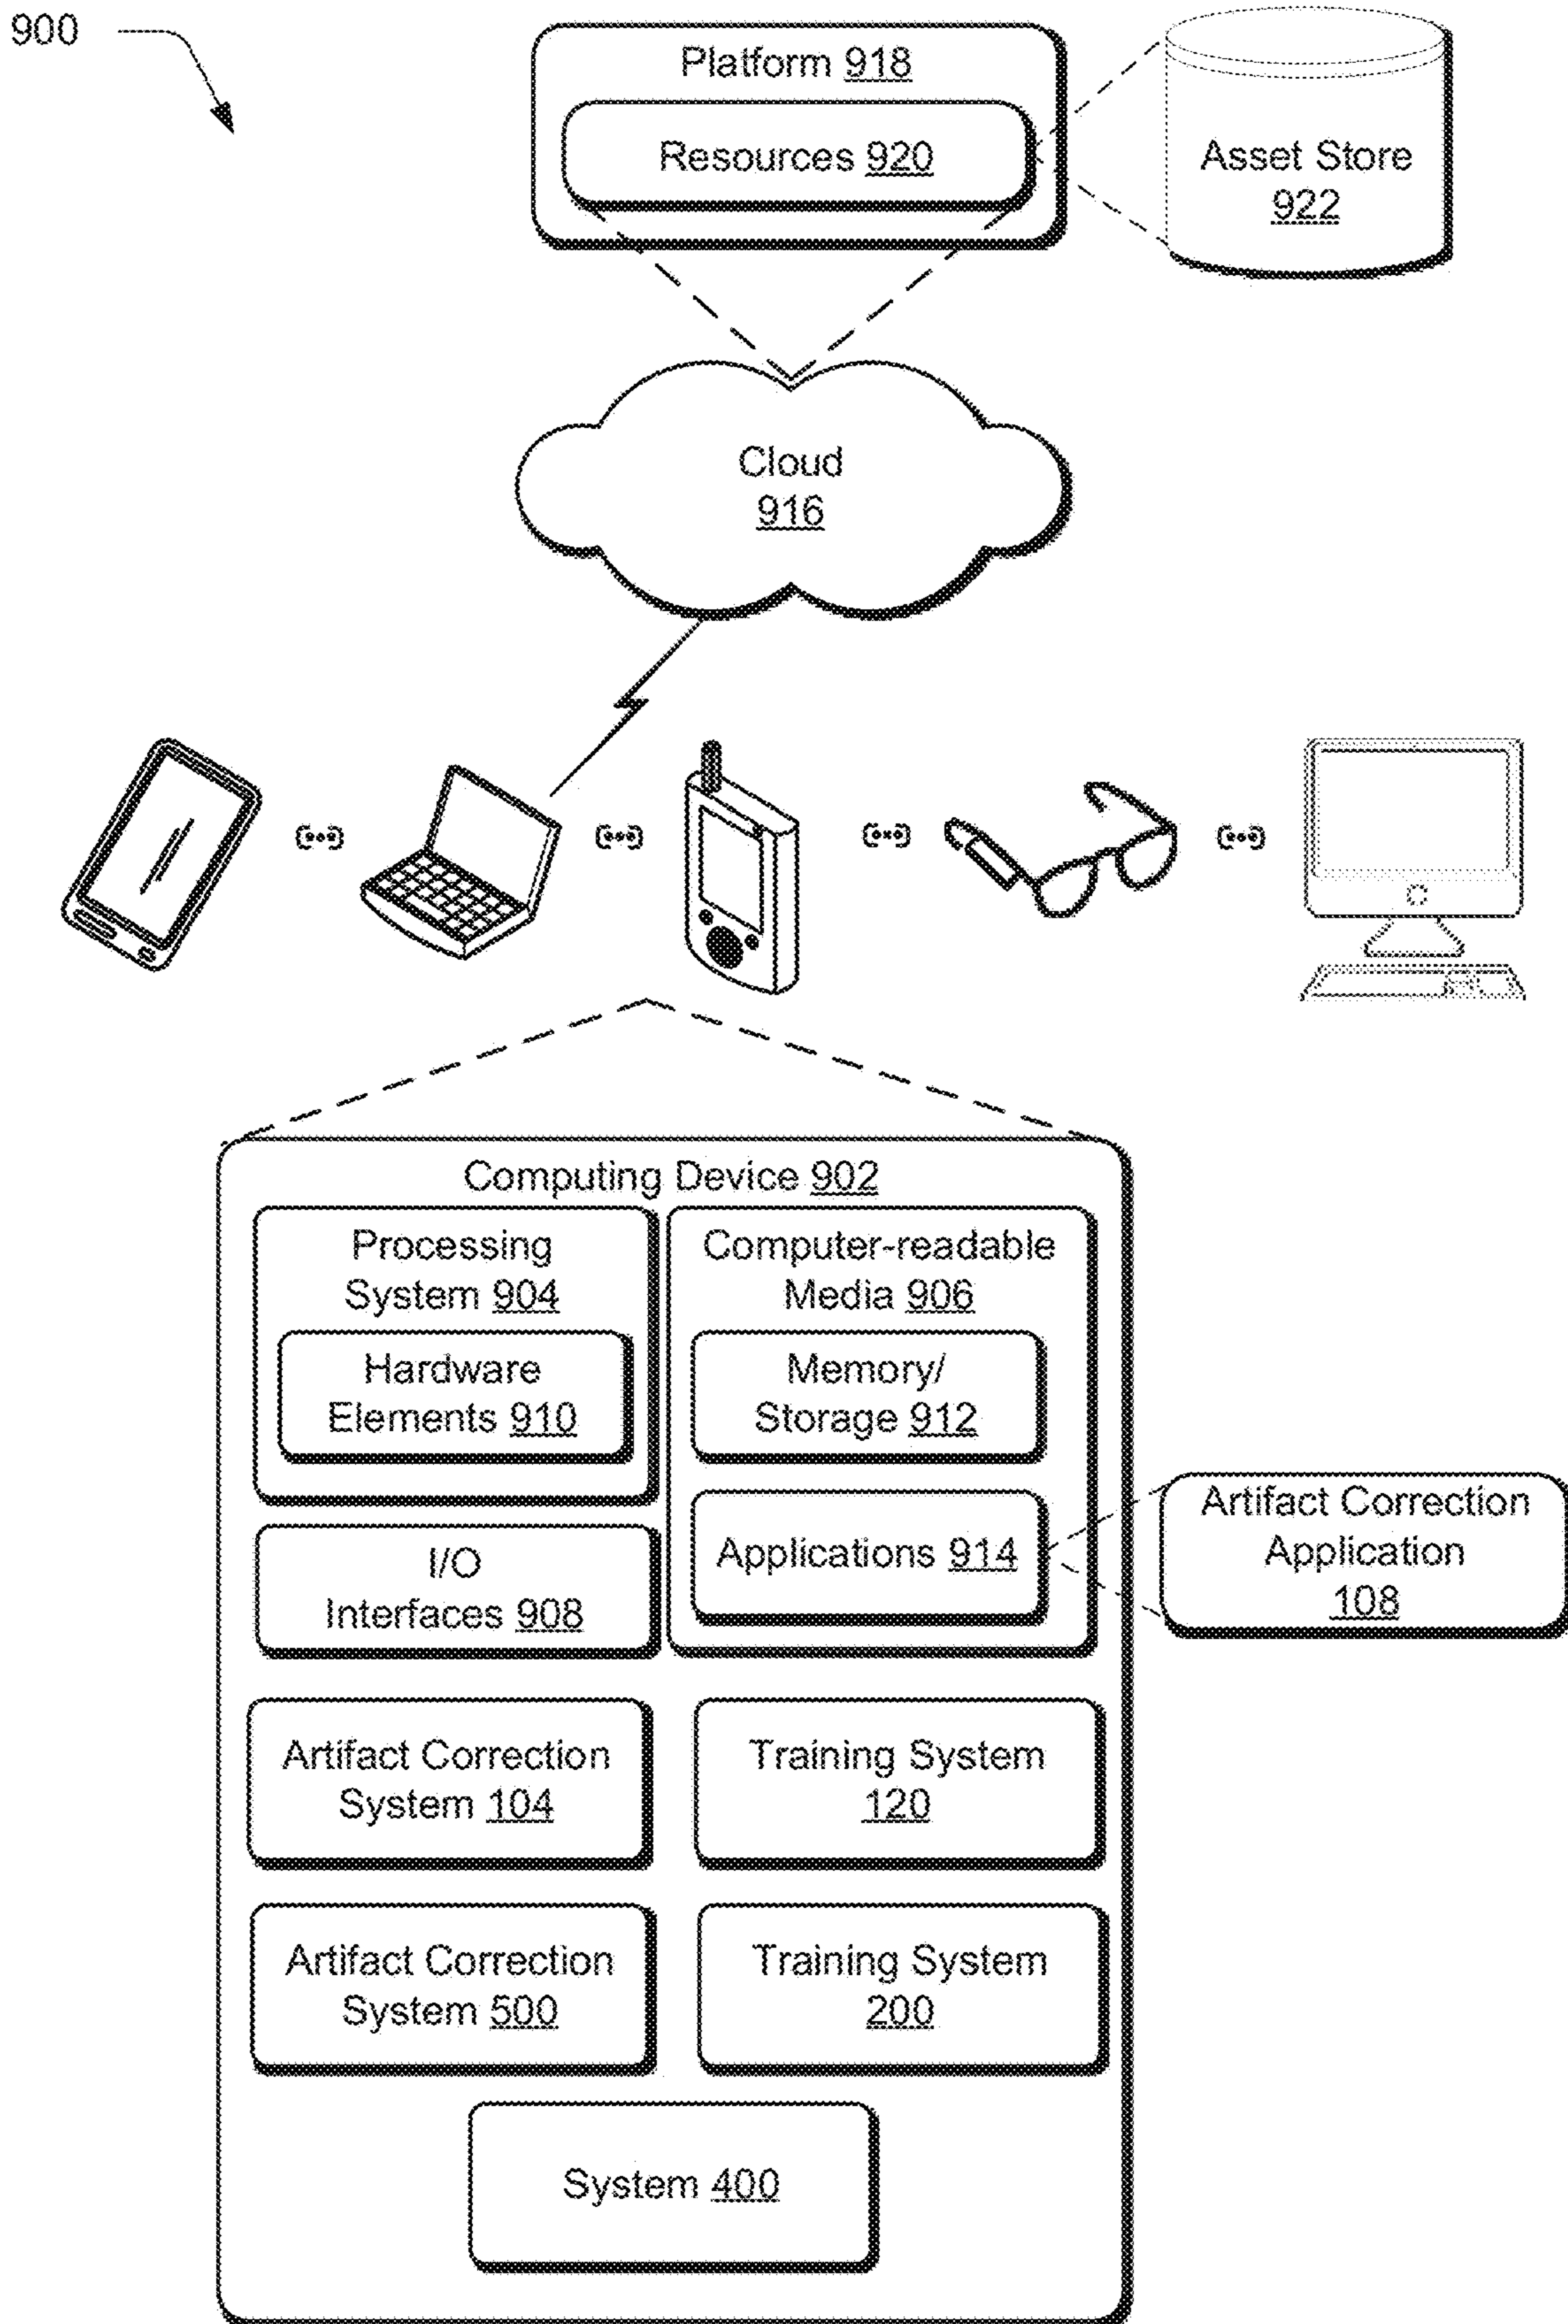 900
Platform 918
Resources 920
Asset Store
922
Cloud
916
Computing Device 902
Processing
System 904
Hardware
Elements 910
I/O
Interfaces 908
Computer-readable
Media 906
Memory/
Storage 912
Applications 914
Artifact Correction
Application
108
Artifact Correction
System 104
Training System
120
Artifact Correction
System 500
Training System
200
System 400